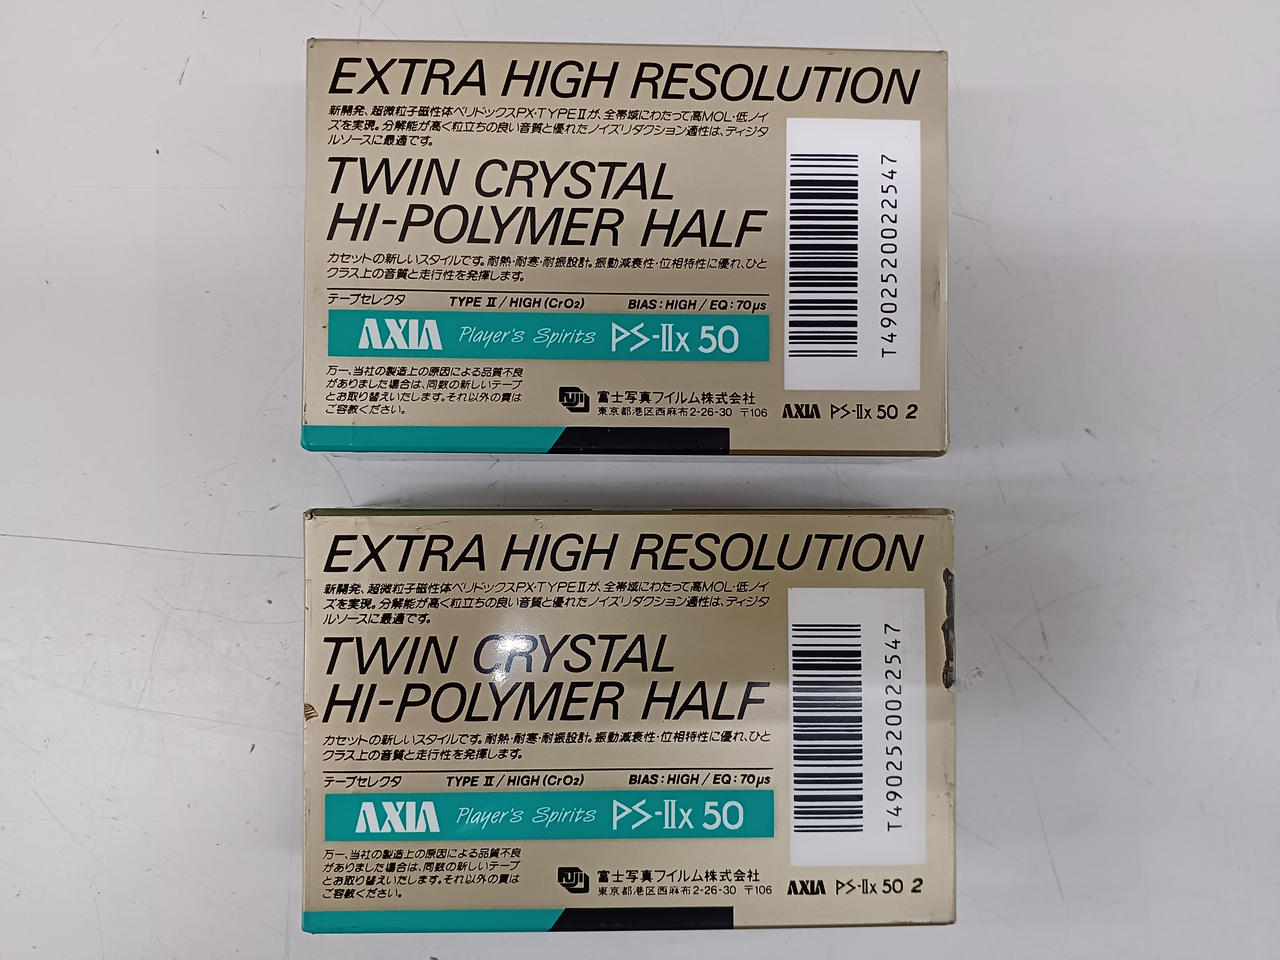 EXTRA HIGH RESOLUTION
新開発、超微粒子磁性体ベリドックスPX・TYPEⅡが、全帯域にわたって高MOL・低ノイ
ズを実現。分解能が高く粒立ちの良い音質と優れたノイズリダクション適性は、ディジタ
ルソースに最適です。
TWIN CRYSTAL
HI-POLYMER HALF
カセットの新しいスタイルです。耐熱・耐寒・耐振設計。振動減衰性・位相特性に優れ、ひと
クラス上の音質と走行性を発揮します。
テープセレクタ TYPE Ⅱ/HIGH(CrO₂) BIAS:HIGH/EQ:70μs
AXIA Player's Spirits PS-Ⅱx 50
万一、当社の製造上の原因による品質不良
がありました場合は、同数の新しいテープ
とお取り替えいたします。それ以外の責は
ご容赦ください。
FUJI 富士写真フイルム株式会社
東京都港区西麻布2-26-30 〒106
T4902520022547
AXIA PS-Ⅱx 50 2
EXTRA HIGH RESOLUTION
新開発、超微粒子磁性体ベリドックスPX・TYPEⅡが、全帯域にわたって高MOL・低ノイ
ズを実現。分解能が高く粒立ちの良い音質と優れたノイズリダクション適性は、ディジタ
ルソースに最適です。
TWIN CRYSTAL
HI-POLYMER HALF
カセットの新しいスタイルです。耐熱・耐寒・耐振設計。振動減衰性・位相特性に優れ、ひと
クラス上の音質と走行性を発揮します。
テープセレクタ TYPE Ⅱ/HIGH(CrO₂) BIAS:HIGH/EQ:70μs
AXIA Player's Spirits PS-Ⅱx 50
万一、当社の製造上の原因による品質不良
がありました場合は、同数の新しいテープ
とお取り替えいたします。それ以外の責は
ご容赦ください。
FUJI 富士写真フイルム株式会社
東京都港区西麻布2-26-30 〒106
T4902520022547
AXIA PS-Ⅱx 50 2